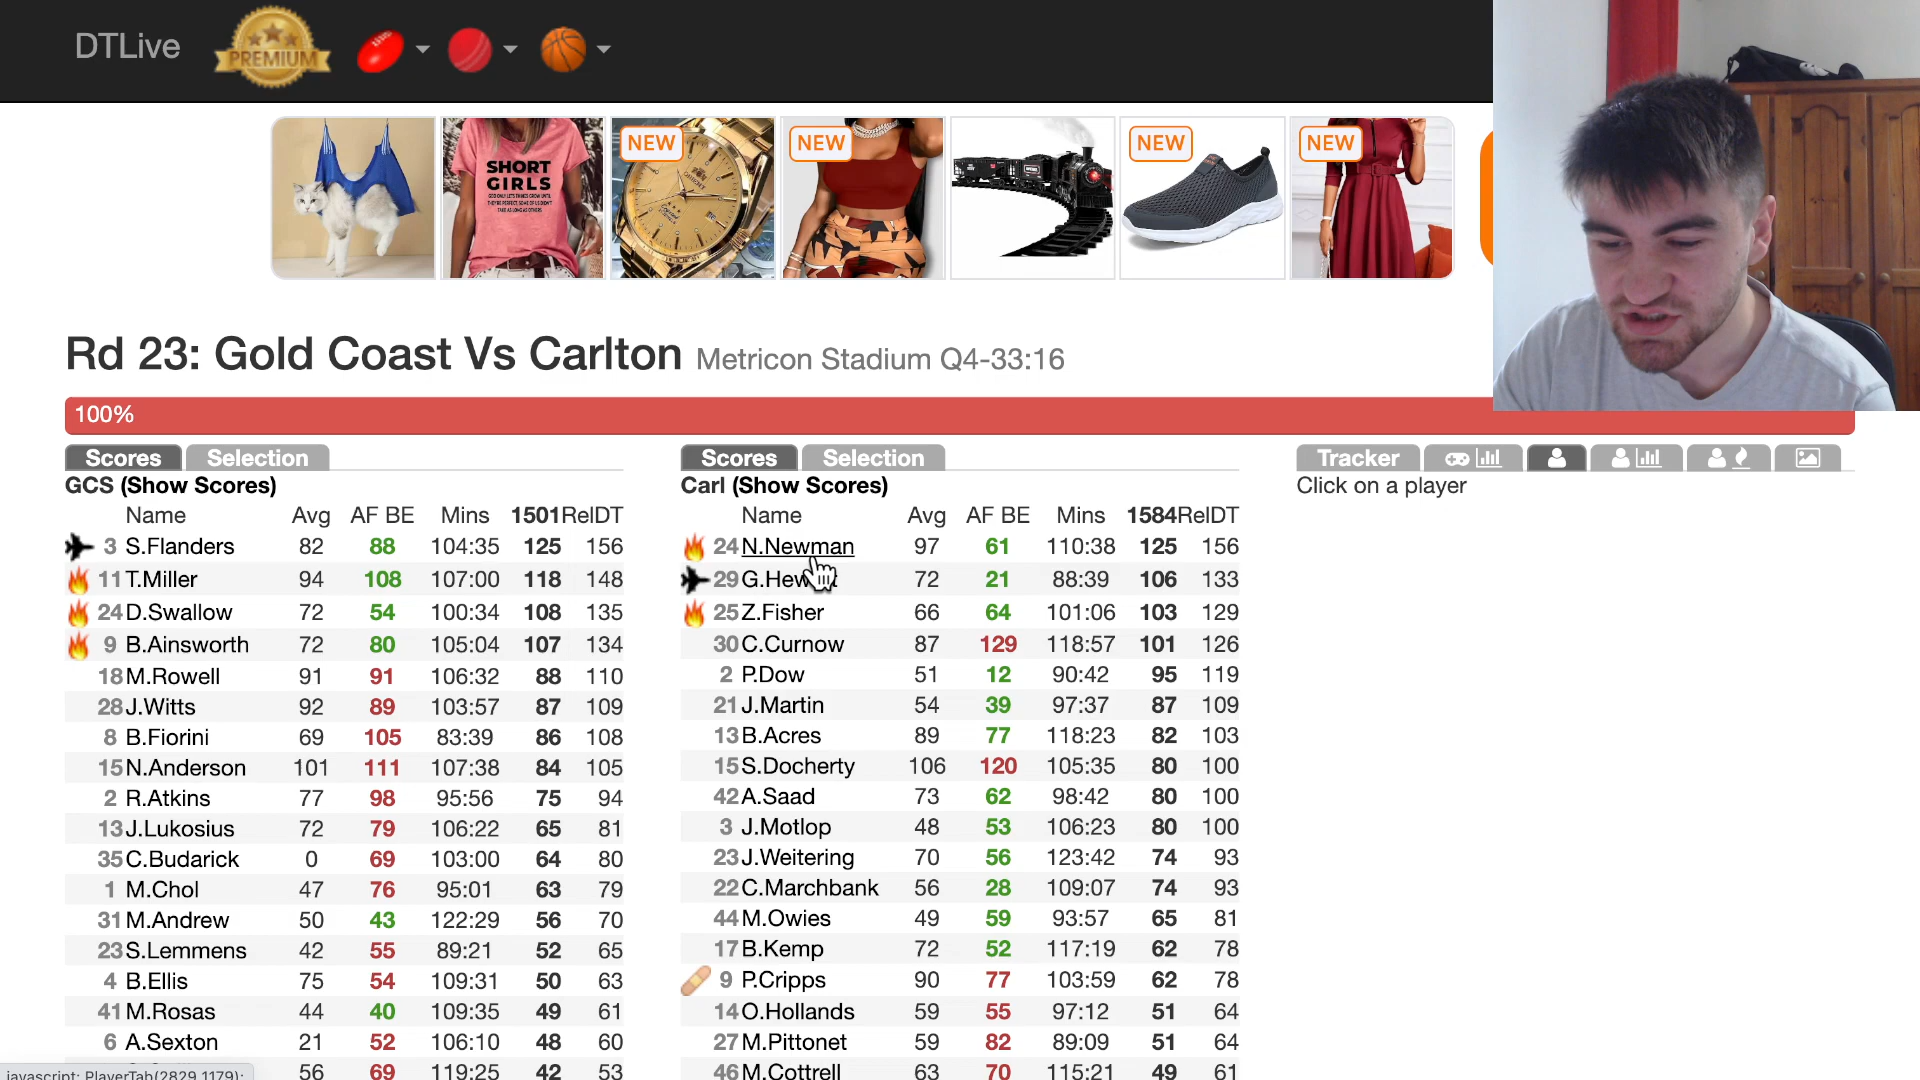 DTLive PREMIUM
SHORT
GIRLS
NEW
NEW
NEW
NEW
Rd 23: Gold Coast Vs Carlton Metricon Stadium Q4-33:16
100%
Scores Selection
GCS (Show Scores)
Name Avg AF BE Mins 1501 RelDT
3 S.Flanders 82 88 104:35 125 156
11 T.Miller 94 108 107:00 118 148
24 D.Swallow 72 54 100:34 108 135
9 B.Ainsworth 72 80 105:04 107 134
18 M.Rowell 91 91 106:32 88 110
28 J.Witts 92 89 103:57 87 109
8 B.Fiorini 69 105 83:39 86 108
15 N.Anderson 101 111 107:38 84 105
2 R.Atkins 77 98 95:56 75 94
13 J.Lukosius 72 79 106:22 65 81
35 C.Budarick 0 69 103:00 64 80
1 M.Chol 47 76 95:01 63 79
31 M.Andrew 50 43 122:29 56 70
23 S.Lemmens 42 55 89:21 52 65
4 B.Ellis 75 54 109:31 50 63
41 M.Rosas 44 40 109:35 49 61
6 A.Sexton 21 52 106:10 48 60
56 69 119:25 42 53
Scores Selection
Carl (Show Scores)
Name Avg AF BE Mins 1584 RelDT
24 N.Newman 97 61 110:38 125 156
29 72 21 88:39 106 133
25 Z.Fisher 66 64 101:06 103 129
30 C.Curnow 87 129 118:57 101 126
2 P.Dow 51 12 90:42 95 119
21 J.Martin 54 39 97:37 87 109
13 B.Acres 89 77 118:23 82 103
15 S.Docherty 106 120 105:35 80 100
42 A.Saad 73 62 98:42 80 100
3 J.Motlop 48 53 106:23 80 100
23 J.Weitering 70 56 123:42 74 93
22 C.Marchbank 56 28 109:07 74 93
44 M.Owies 49 59 93:57 65 81
17 B.Kemp 72 52 117:19 62 78
9 P.Cripps 90 77 103:59 62 78
14 O.Hollands 59 55 97:12 51 64
27 M.Pittonet 59 82 89:09 51 64
46 M.Cottrell 63 70 115:21 49 61
Tracker
Click on a player
javascript: PlayerTab(2829,1179);